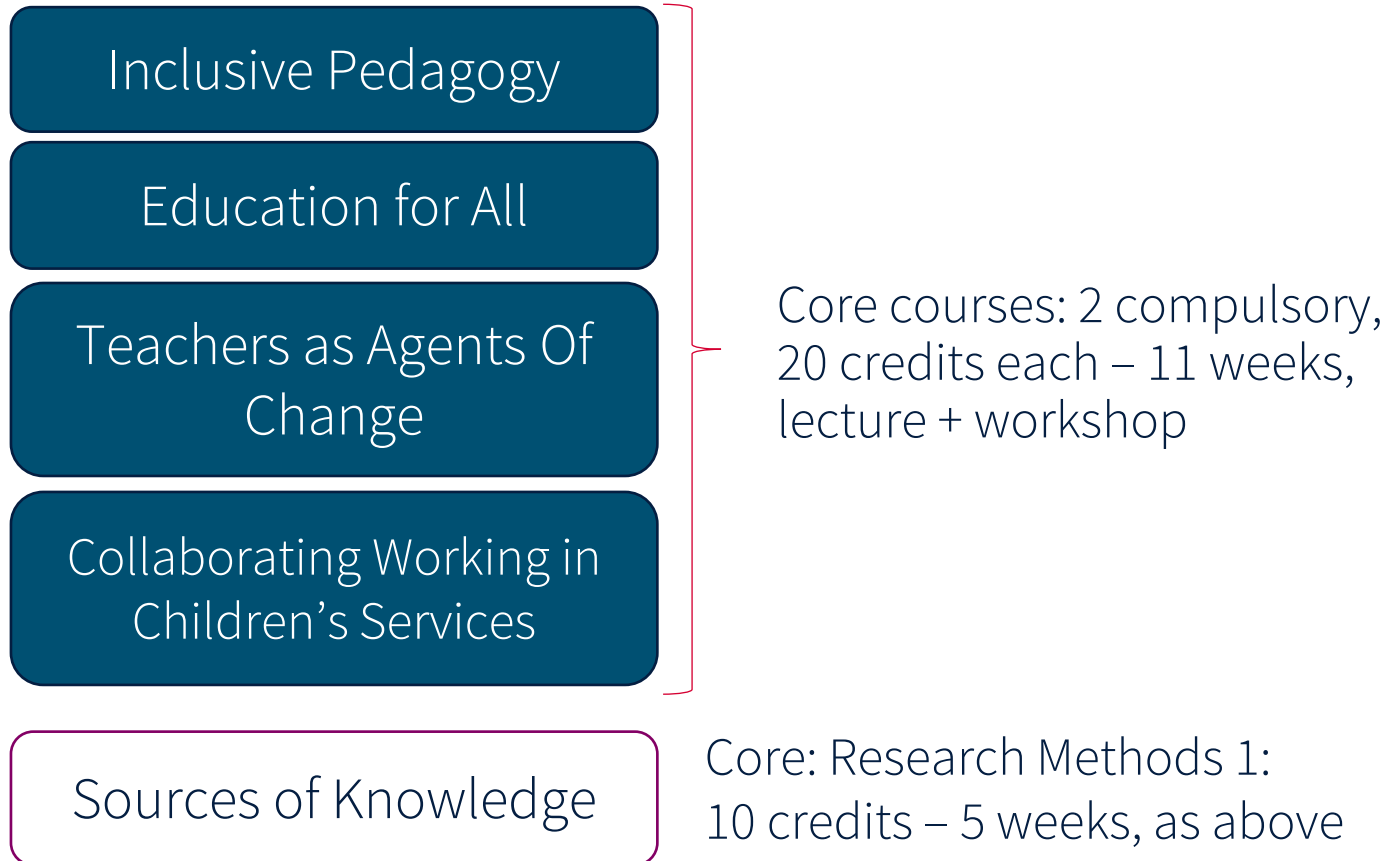 Inclusive Pedagogy
Education for All
Teachers as Agents Of
Change
Collaborating Working in
Children’s Services
Core courses: 2 compulsory,
20 credits each – 11 weeks,
lecture + workshop
Sources of Knowledge
Core: Research Methods 1:
10 credits – 5 weeks, as above